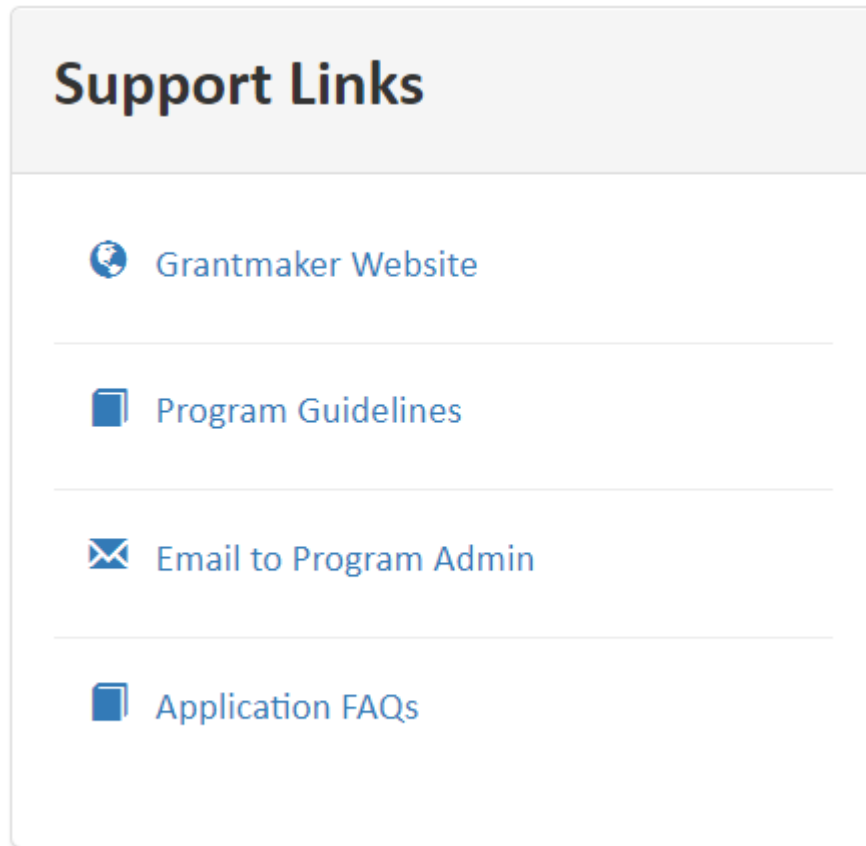 Support Links
Grantmaker Website
Program Guidelines
Email to Program Admin
Application FAQs